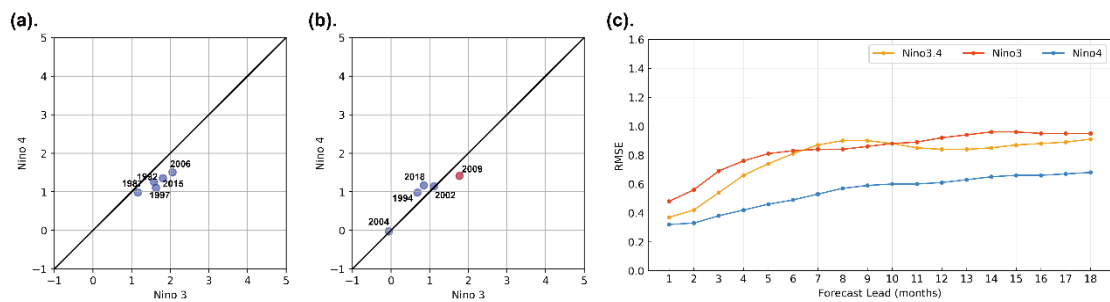 (a).
5
4
3
2
1
0
−1
Nino 4
2006
1982
1987
2015
1997
−1 0 1 2 3 4 5
Nino 3
(b).
5
4
3
2
1
0
−1
Nino 4
2009
2018
1994
2002
2004
−1 0 1 2 3 4 5
Nino 3
(c).
1.6
1.4
1.2
1.0
0.8
0.6
0.4
0.2
0.0
RMSE
Nino3.4 Nino3 Nino4
1 2 3 4 5 6 7 8 9 10 11 12 13 14 15 16 17 18
Forecast Lead (months)